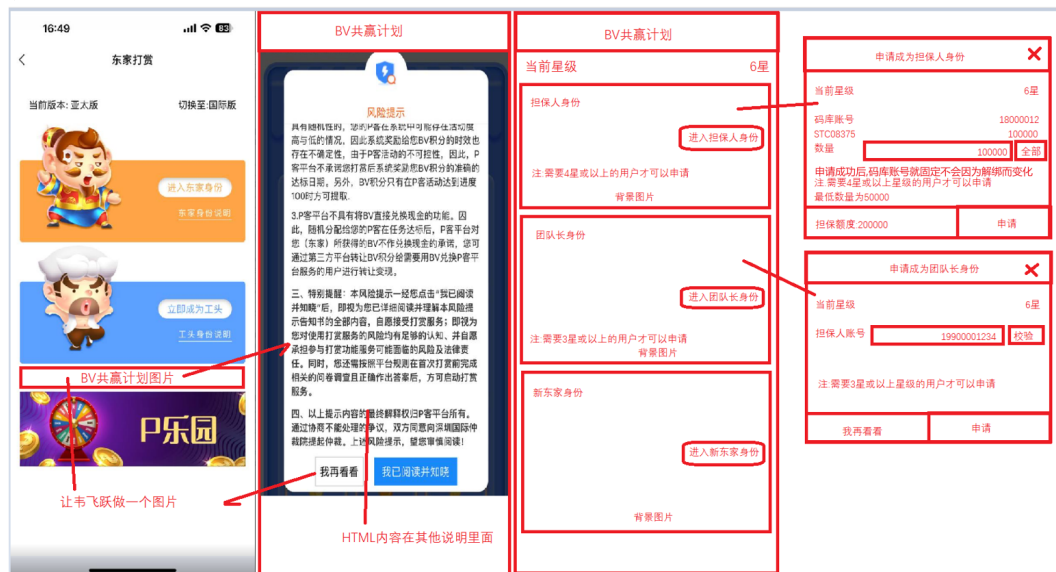 16:49
83
东家打赏
当前版本: 亚太版
切换至:国际版
进入东家身份
东家身份说明
立即成为工头
工头身份说明
BV共赢计划图片
P乐园
让韦飞跃做一个图片
BV共赢计划
风险提示
具有随机性的，您的P客在系统中可能存在活动度
高与低的情况，因此系统奖励给您BV积分的时效也
存在不确定性，由于P客活动的不可控性，因此，P
客平台不承诺您打赏后系统奖励您BV积分的准确的
达标日期。另外，BV积分只有在P客活动达到进度
100时方可提取.
3.P客平台不具有将BV直接兑换现金的功能。因
此，随机分配给您的P客在任务达标后，P客平台对
您（东家）所获得的BV不作兑换现金的承诺，您可
通过第三方平台转让BV积分给需要用BV兑换P客平
台服务的用户进行转让变现。
三、特别提醒：本风险提示一经您点击“我已阅读
并知晓”后，即视为您已详细阅读并理解本风险提
示告知书的全部内容，自愿接受打赏服务；即视为
您对使用打赏服务的风险均有足够的认知、并自愿
承担参与打赏功能服务可能面临的风险及法律责
任。同时，您还需按照平台规则在首次打赏前完成
相关的问卷调查且正确作出答案后，方可启动打赏
服务。
四、以上提示内容的最终解释权归P客平台所有。
通过协商不能处理的争议，双方同意向深圳国际仲
裁院提起仲裁。上述风险提示，望您审慎阅读！
我再看看
我已阅读并知晓
HTML内容在其他说明里面
BV共赢计划
当前星级
6星
担保人身份
进入担保人身份
注:需要4星或以上的用户才可以申请
背景图片
团队长身份
进入团队长身份
注:需要3星或以上的用户才可以申请
背景图片
新东家身份
进入新东家身份
背景图片
申请成为担保人身份
当前星级
6星
码库账号
18000012
STC08375
100000
数量
100000
全部
申请成功后,码库账号就固定不会因为解绑而变化
注:需要4星或以上星级的用户才可以申请
最低数量为50000
担保额度:200000
申请
申请成为团队长身份
当前星级
6星
担保人账号
19900001234
校验
注:需要3星或以上星级的用户才可以申请
我再看看
申请